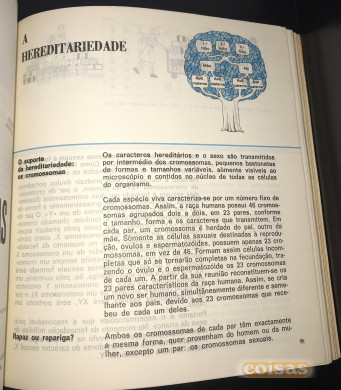 A
HEREDITARIEDADE
O suporte
da hereditariedade:
os cromossomas
Os caracteres hereditários e o sexo são transmitidos
por intermédio dos cromossomas, pequenos bastonetes
de formas e tamanhos variáveis, sòmente visíveis ao
microscópio e contidos no núcleo de todas as células
do organismo.
Cada espécie viva caracteriza-se por um número fixo de
cromossomas. Assim, a raça humana possui 46 cromos-
somas agrupados dois a dois, em 23 pares, conforme
o tamanho, forma e os caracteres que transmitem. Em
cada par, um cromossoma é herdado do pai, outro da
mãe. Sòmente as células sexuais destinadas à reprodu-
ção, óvulos e espermatozóides, possuem apenas 23 cro-
mossomas, em vez de 46. Formam assim células incom-
pletas que só se tornarão completas na fecundação, tra-
zendo o óvulo e o espermatozóide os 23 cromossomas
de cada um. A partir da sua reunião reconstituem-se os
23 pares característicos da raça humana. Assim, se cria
um novo ser humano, simultâneamente diferente e seme-
lhante aos pais, devido aos 23 cromossomas que rece-
beu de cada um deles.
Rapaz ou rapariga?
Ambos os cromossomas de cada par têm exactamente
a mesma forma, quer provenham do homem ou da mu-
lher, excepto um par: os cromossomas sexuais.
coisas